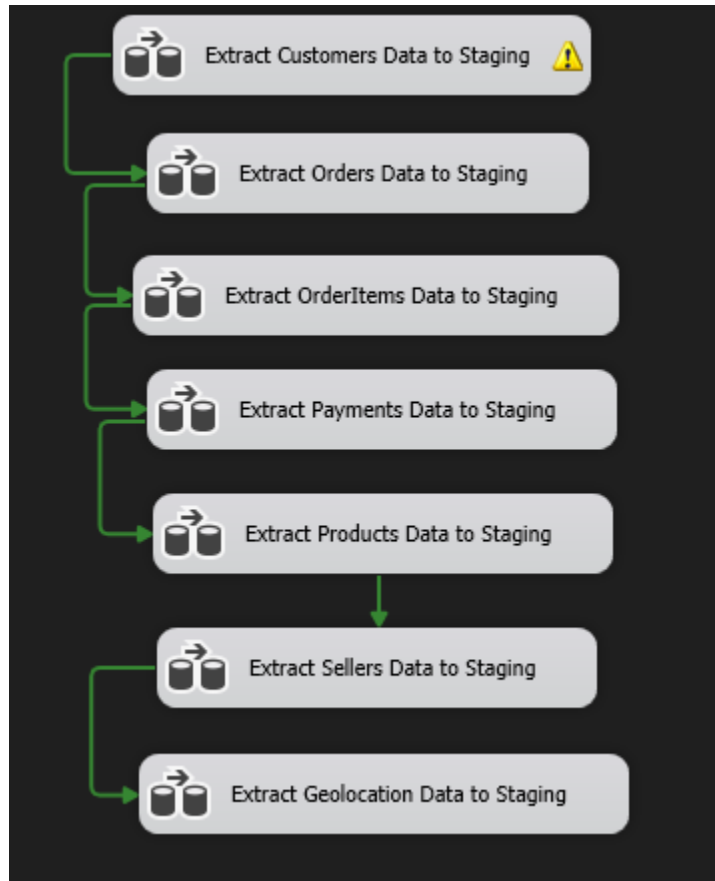 Extract Customers Data to Staging
Extract Orders Data to Staging
Extract OrderItems Data to Staging
Extract Payments Data to Staging
Extract Products Data to Staging
Extract Sellers Data to Staging
Extract Geolocation Data to Staging